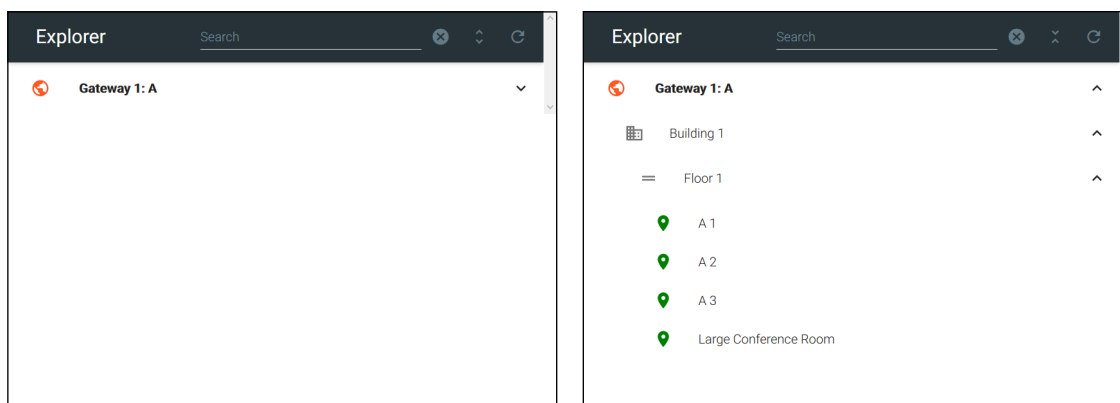 Explorer Search
Gateway 1: A
Explorer Search
Gateway 1: A
Building 1
Floor 1
A 1
A 2
A 3
Large Conference Room